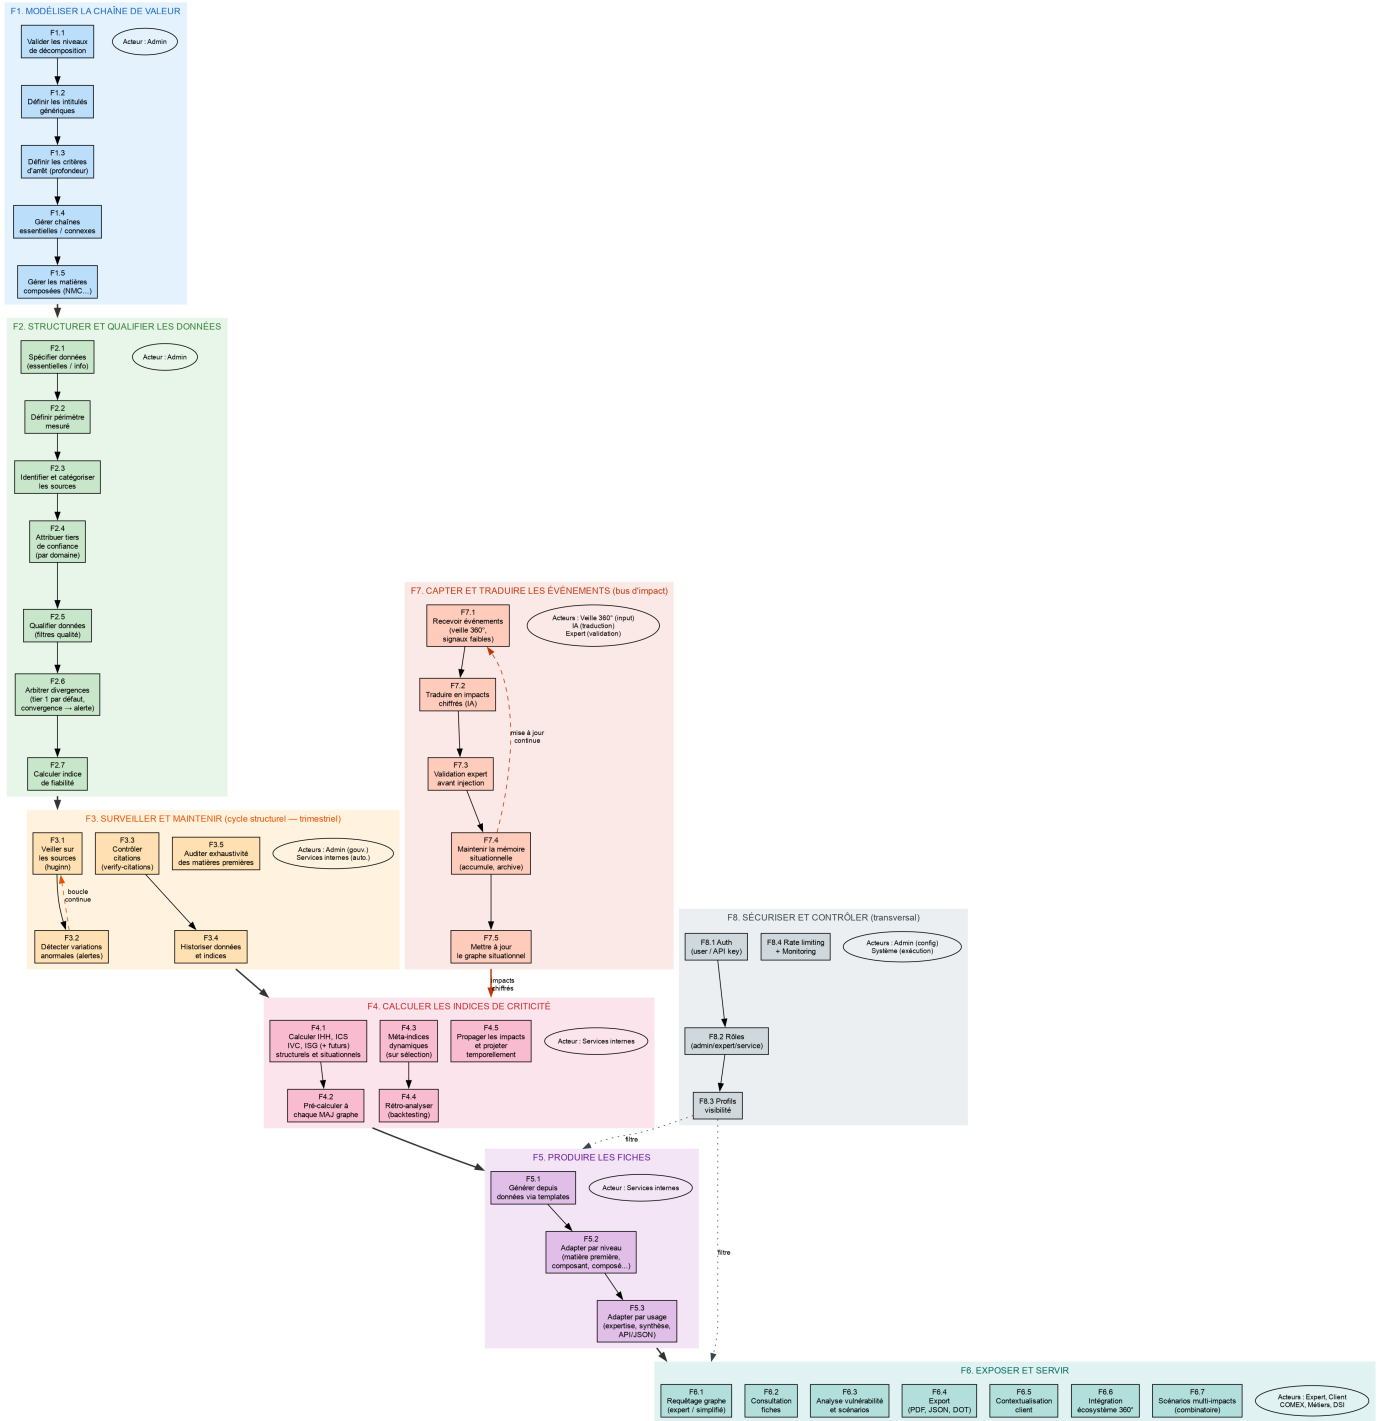 F1. MODÉLISER LA CHAÎNE DE VALEUR
F1.1
Valider les niveaux
de décomposition
Acteur : Admin
F1.2
Définir les intitulés
génériques
F1.3
Définir les critères
d'arrêt (profondeur)
F1.4
Gérer chaînes
essentielles / connexes
F1.5
Gérer les matières
composées (NMC...)
F2. STRUCTURER ET QUALIFIER LES DONNÉES
F2.1
Spécifier données
(essentielles / info)
Acteur : Admin
F2.2
Définir périmètre
mesuré
F2.3
Identifier et catégoriser
les sources
F2.4
Attribuer tiers
de confiance
(par domaine)
F2.5
Qualifier données
(filtres qualité)
F2.6
Arbitrer divergences
(tier 1 par défaut,
convergence → alerte)
F2.7
Calculer indice
de fiabilité
F7. CAPTER ET TRADUIRE LES ÉVÉNEMENTS (bus d'impact)
F7.1
Recevoir événements
(veille 360°,
signaux faibles)
Acteurs : Veille 360° (input)
IA (traduction)
Expert (validation)
F7.2
Traduire en impacts
chiffrés (IA)
mise à jour
continue
F7.3
Validation expert
avant injection
F7.4
Maintenir la mémoire
situationnelle
(accumule, archive)
F7.5
Mettre à jour
le graphe situationnel
F3. SURVEILLER ET MAINTENIR (cycle structurel — trimestriel)
F3.1
Veiller sur
les sources
(huginn)
F3.3
Contrôler
citations
(verify-citations)
F3.5
Auditer exhaustivité
des matières premières
Acteurs : Admin (gouv.)
Services internes (auto.)
boucle
continue
F3.2
Détecter variations
anormales (alertes)
F3.4
Historiser données
et indices
F8. SÉCURISER ET CONTRÔLER (transversal)
F8.1 Auth
(user / API key)
F8.4 Rate limiting
+ Monitoring
Acteurs : Admin (config)
Système (exécution)
F8.2 Rôles
(admin/expert/service)
F8.3 Profils
visibilité
impacts
chiffrés
F4. CALCULER LES INDICES DE CRITICITÉ
F4.1
Calculer IHH, ICS
IVC, ISG (+ futurs)
structurels et situationnels
F4.3
Méta-indices
dynamiques
(sur sélection)
F4.5
Propager les impacts
et projeter
temporellement
Acteur : Services internes
F4.2
Pré-calculer à
chaque MAJ graphe
F4.4
Rétro-analyser
(backtesting)
filtre
F5. PRODUIRE LES FICHES
F5.1
Générer depuis
données via templates
Acteur : Services internes
F5.2
Adapter par niveau
(matière première,
composant, composé...)
filtre
F5.3
Adapter par usage
(expertise, synthèse,
API/JSON)
F6. EXPOSER ET SERVIR
F6.1
Requêtage graphe
(expert / simplifié)
F6.2
Consultation
fiches
F6.3
Analyse vulnérabilité
et scénarios
F6.4
Export
(PDF, JSON, DOT)
F6.5
Contextualisation
client
F6.6
Intégration
écosystème 360°
F6.7
Scénarios multi-impacts
(combinatoire)
Acteurs : Expert, Client
COMEX, Métiers, DSI